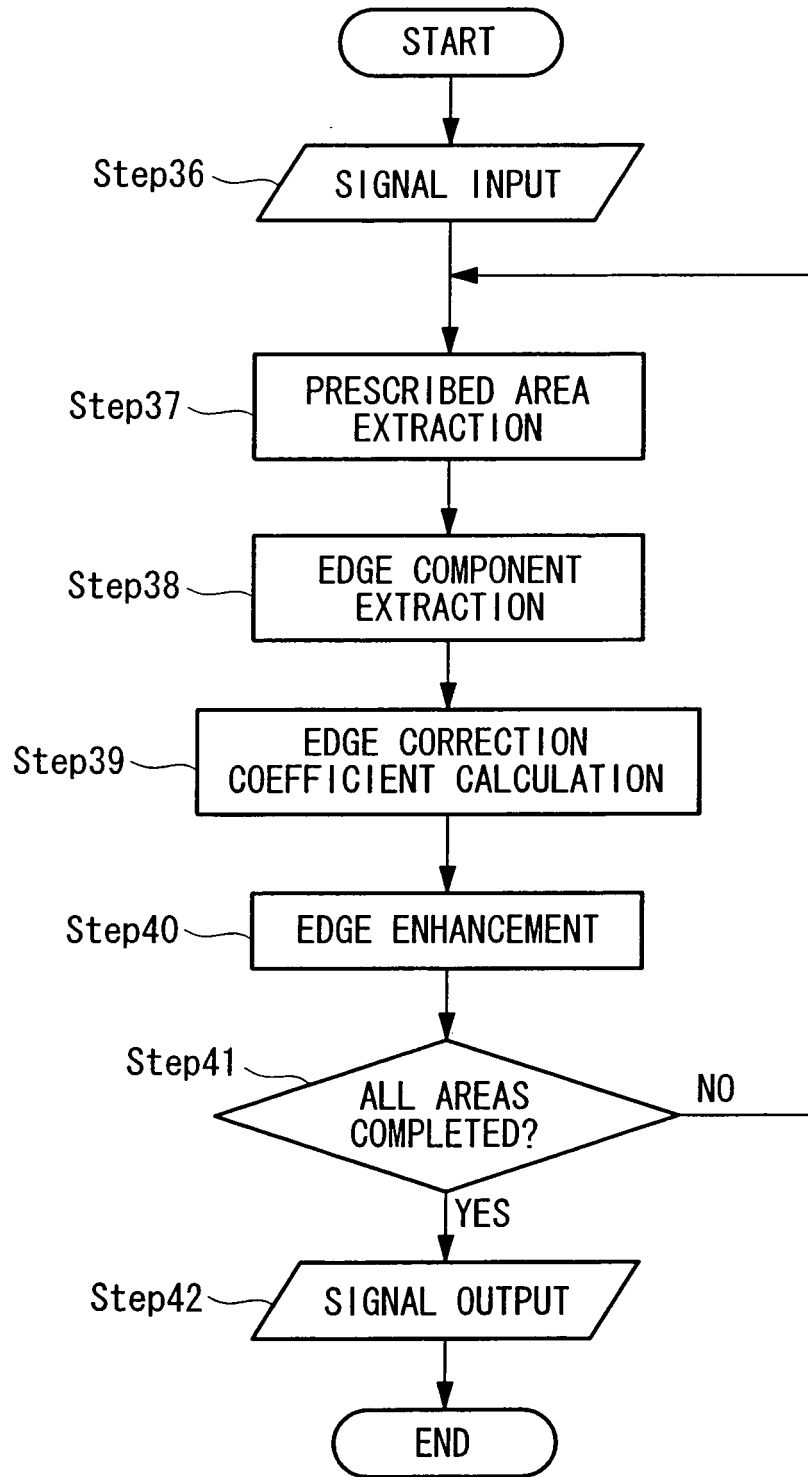 START
Step36
SIGNAL INPUT
Step37
PRESCRIBED AREA
EXTRACTION
Step38
EDGE COMPONENT
EXTRACTION
Step39
EDGE CORRECTION
COEFFICIENT CALCULATION
Step40
EDGE ENHANCEMENT
Step41
ALL AREAS
COMPLETED?
NO
YES
Step42
SIGNAL OUTPUT
END